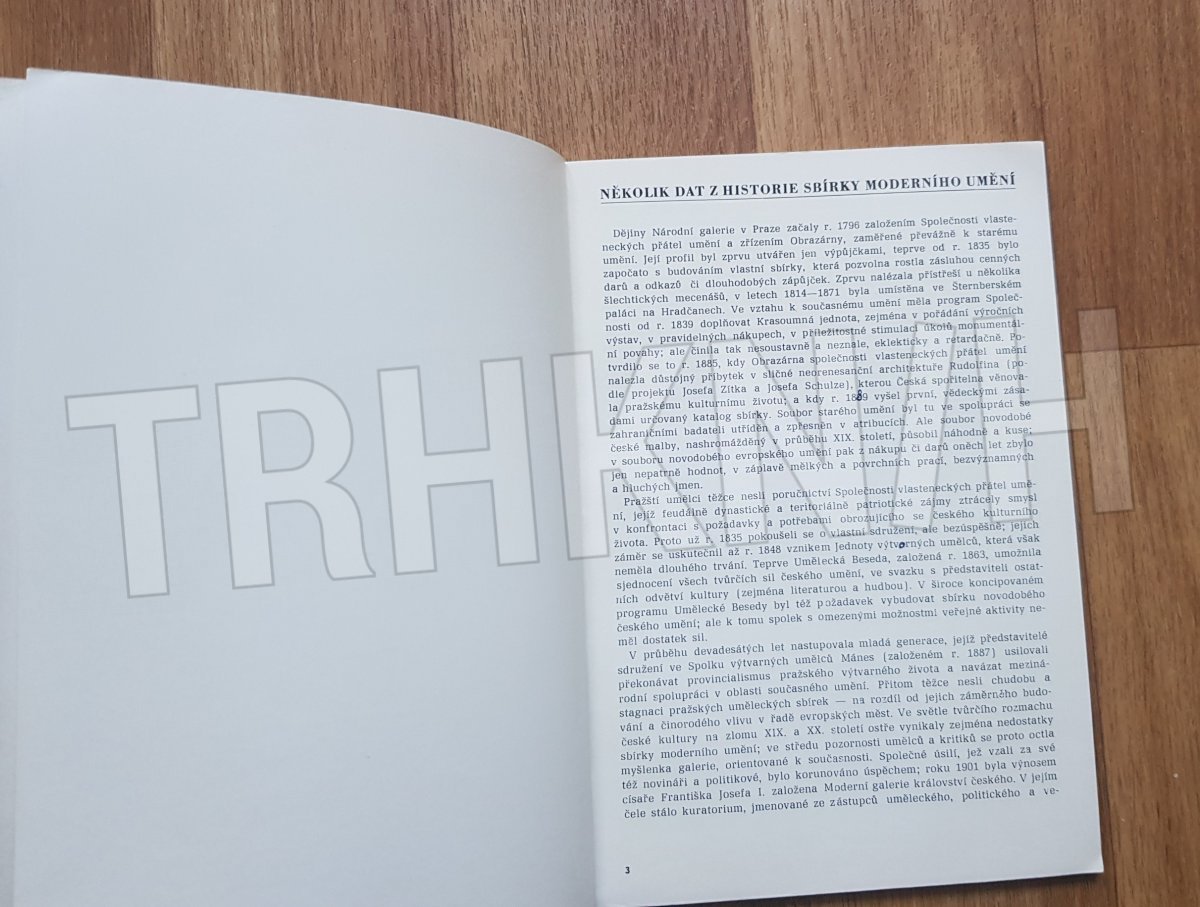 NĚKOLIK DAT Z HISTORIE SBÍRKY MODERNÍHO UMĚNÍ
Dějiny Národní galerie v Praze začaly r. 1796 založením Společnosti vlaste-
neckých přátel umění a zřízením Obrazárny, zaměřené převážně k starému
umění. Její profil byl zprvu utvářen jen výpůjčkami, teprve od r. 1835 bylo
započato s budováním vlastní sbírky, která pozvolna rostla zásluhou cenných
darů a odkazů či dlouhodobých zápůjček. Zprvu nalézala přístřeší u několika
šlechtických mecenášů, v letech 1814—1871 byla umístěna ve Šternberském
paláci na Hradčanech. Ve vztahu k současnému umění měla program Společ-
nosti od r. 1839 doplňovat Krasoumná jednota, zejména v pořádání výročních
výstav, v pravidelných nákupech, v příležitostné stimulaci úkolů monumentál-
ní povahy; ale činila tak nesoustavně a neznale, eklekticky a retardačně. Po-
tvrdilo se to r. 1885, kdy Obrazárna společnosti vlasteneckých přátel umění
nalezla důstojný příbytek v sličné neorenesanční architektuře Rudolfina (po-
dle projektu Josefa Zítka a Josefa Schulze), kterou Česká spořitelna věnova-
la pražskému kulturnímu životu; a kdy r. 1889 vyšel první, vědeckými zása-
dami určovaný katalog sbírky. Soubor starého umění byl tu ve spolupráci se
zahraničními badateli utříděn a zpřesněn v atribucích. Ale soubor novodobé
české malby, nashromážděný v průběhu XIX. století, působil náhodně a kuse;
v souboru novodobého evropského umění pak z nákupů či darů oněch let zbylo
jen nepatrně hodnot, v záplavě mělkých a povrchních prací, bezvýznamných
a hluchých jmen.
Pražští umělci těžce nesli poručnictví Společnosti vlasteneckých přátel umě-
ní, jejíž feudálně dynastické a teritoriálně patriotické zájmy ztrácely smysl
v konfrontaci s požadavky a potřebami obrozujícího se českého kulturního
života. Proto už r. 1835 pokoušeli se o vlastní sdružení, ale bezúspěšně; jejich
záměr se uskutečnil až r. 1848 vznikem Jednoty výtvarných umělců, která však
neměla dlouhého trvání. Teprve Umělecká Beseda, založená r. 1863, umožnila
sjednocení všech tvůrčích sil českého umění, ve svazku s představiteli ostat-
ních odvětví kultury (zejména literaturou a hudbou). V široce koncipovaném
programu Umělecké Besedy byl též požadavek vybudovat sbírku novodobého
českého umění; ale k tomu spolek s omezenými možnostmi veřejné aktivity ne-
měl dostatek sil.
V průběhu devadesátých let nastupovala mladá generace, jejíž představitelé
sdružení ve Spolku výtvarných umělců Mánes (založeném r. 1887) usilovali
překonávat provincialismus pražského výtvarného života a navázat meziná-
rodní spolupráci v oblasti současného umění. Přitom těžce nesli chudobu a
stagnaci pražských uměleckých sbírek — na rozdíl od jejich záměrného budo-
vání a činorodého vlivu v řadě evropských měst. Ve světle tvůrčího rozmachu
české kultury na zlomu XIX. a XX. století ostře vynikaly zejména nedostatky
sbírky moderního umění; ve středu pozornosti umělců a kritiků se proto octla
myšlenka galerie, orientované k současnosti. Společné úsilí, jež vzali za své
též novináři a politikové, bylo korunováno úspěchem; roku 1901 byla výnosem
císaře Františka Josefa I. založena Moderní galerie království českého. V jejím
čele stálo kuratorium, jmenované ze zástupců uměleckého, politického a ve-
3
TRHKNIH